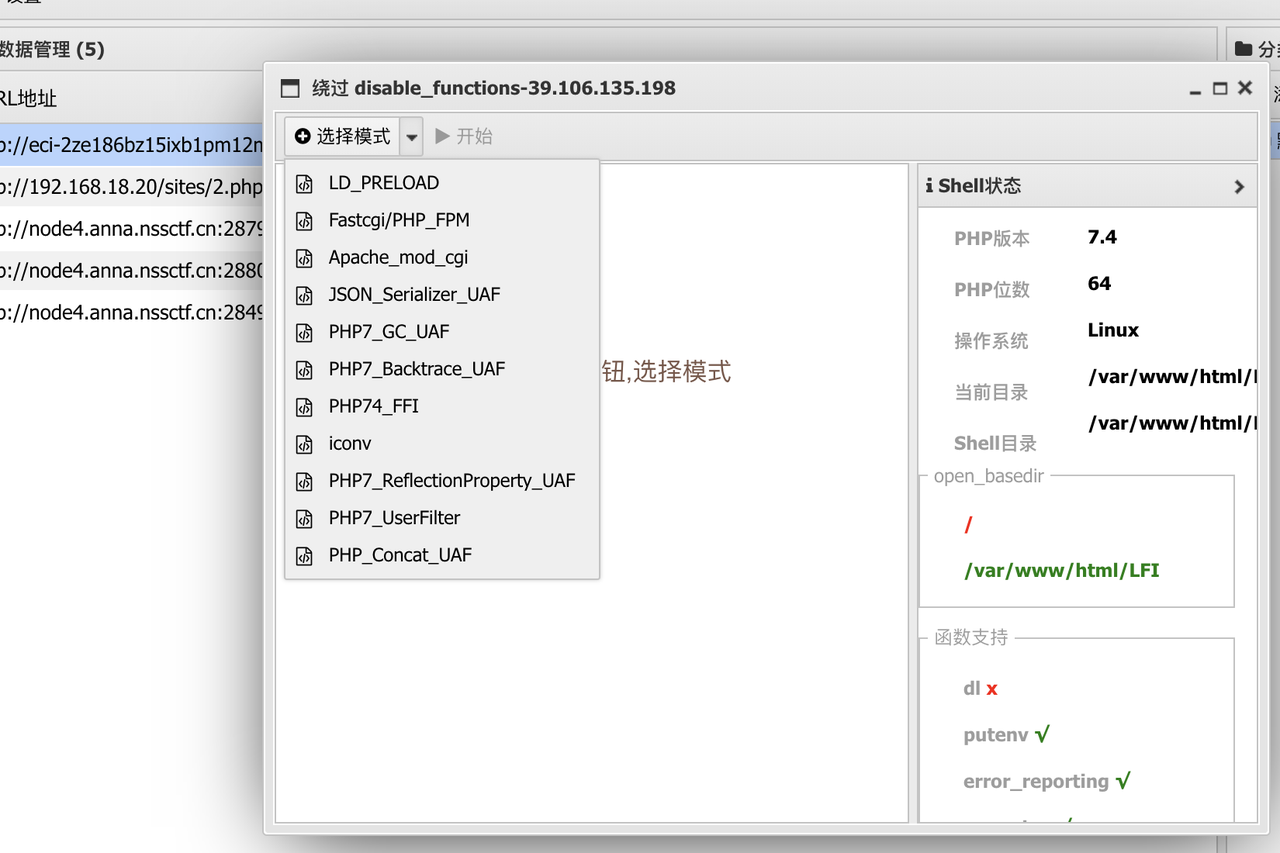 数据管理 (5)
分类
RL地址
p://eci-2ze186bz15ixb1pm12n
p://192.168.18.20/sites/2.php
p://node4.anna.nssctf.cn:2879
p://node4.anna.nssctf.cn:2880
p://node4.anna.nssctf.cn:2849
绕过 disable_functions-39.106.135.198
选择模式
开始
LD_PRELOAD
Fastcgi/PHP_FPM
Apache_mod_cgi
JSON_Serializer_UAF
PHP7_GC_UAF
PHP7_Backtrace_UAF
PHP74_FFI
iconv
PHP7_ReflectionProperty_UAF
PHP7_UserFilter
PHP_Concat_UAF
钮,选择模式
Shell状态
PHP版本 7.4
PHP位数 64
操作系统 Linux
当前目录 /var/www/html/
Shell目录 /var/www/html/
open_basedir
/
/var/www/html/LFI
函数支持
dl x
putenv √
error_reporting √